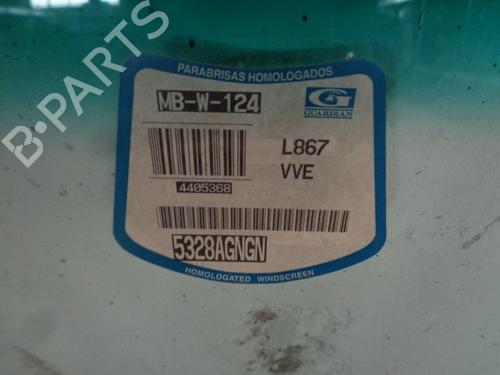 PARABRISAS HOMOLOGADOS
MB-W-124
G
GUARDIAN
L867
VVE
4405368
5328AGNGN
HOMOLOGATED WINDSCREEN
B-PARTS